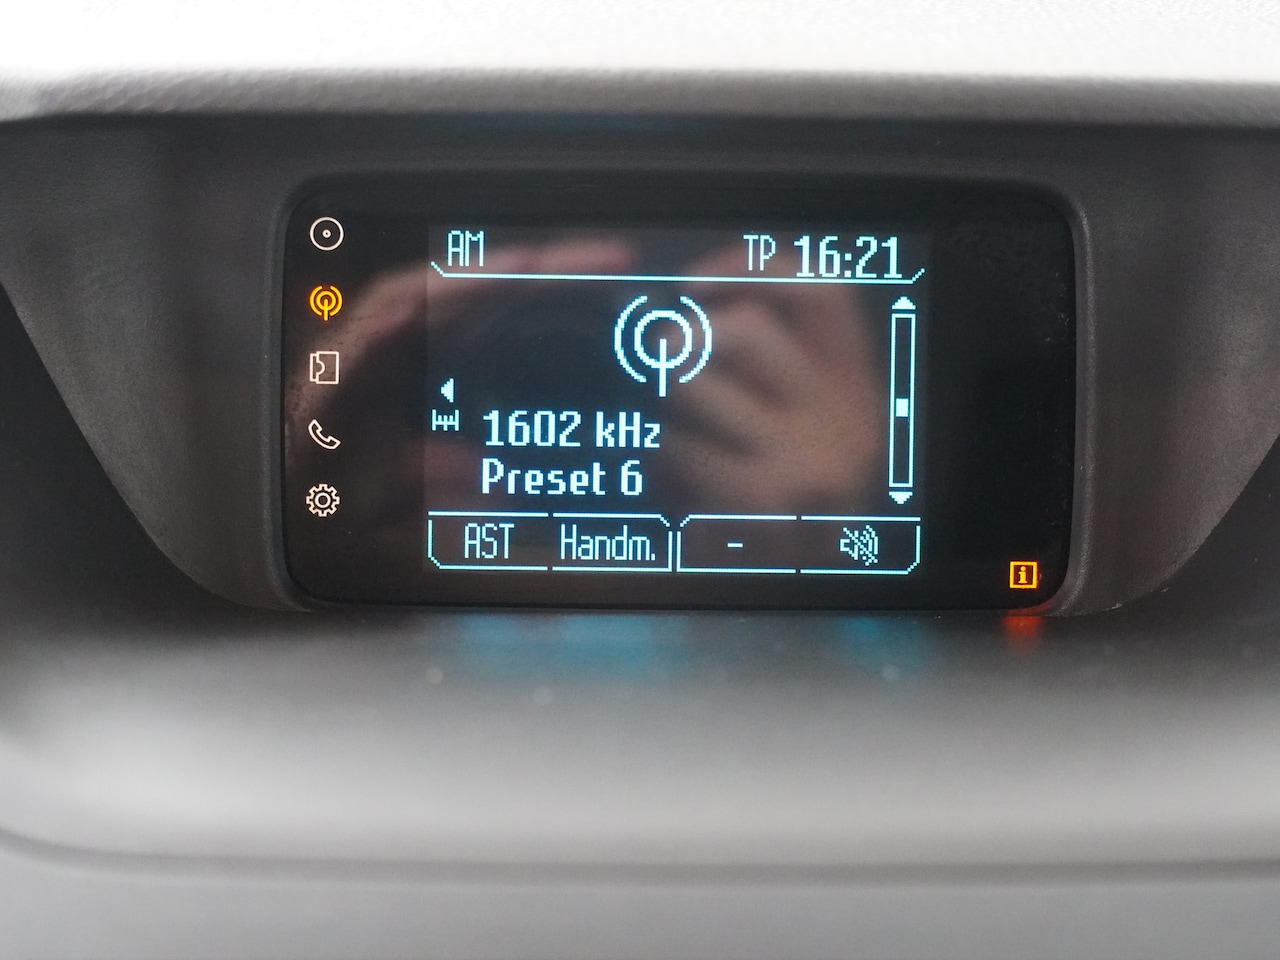 AM TP 16:21
1602 kHz
Preset 6
AST Handm. -
i